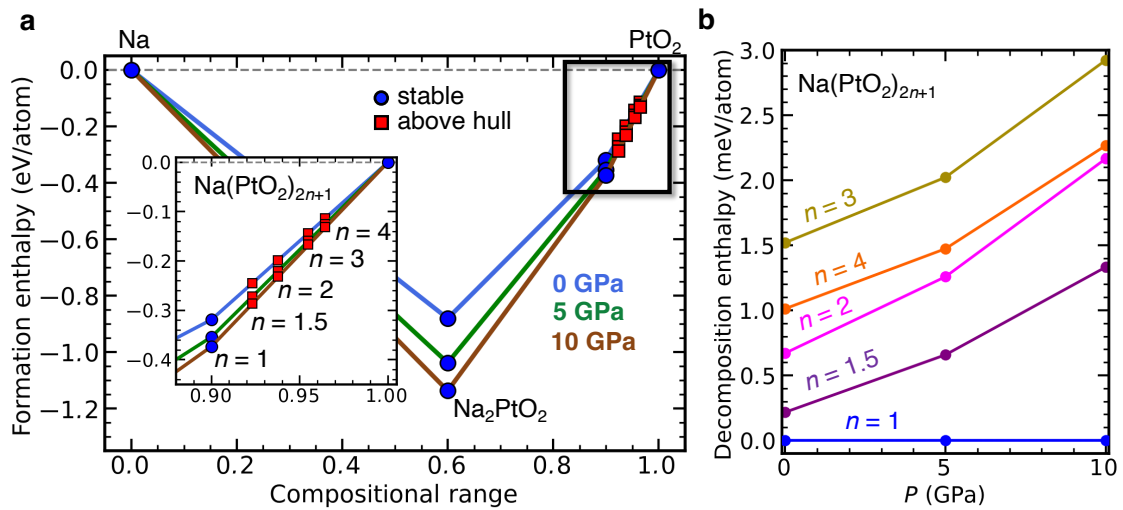 a
Na
PtO2
Formation enthalpy (eV/atom)
0.0
−0.2
−0.4
−0.6
−0.8
−1.0
−1.2
stable
above hull
0.0
−0.1
−0.2
−0.3
−0.4
Na(PtO2)2n+1
n = 4
n = 3
n = 2
n = 1.5
n = 1
0.90
0.95
1.00
0 GPa
5 GPa
10 GPa
Na2PtO2
0.0
0.2
0.4
0.6
0.8
1.0
Compositional range
b
Decomposition enthalpy (meV/atom)
3.0
2.5
2.0
1.5
1.0
0.5
0.0
Na(PtO2)2n+1
n = 3
n = 4
n = 2
n = 1.5
n = 1
0
5
10
P (GPa)